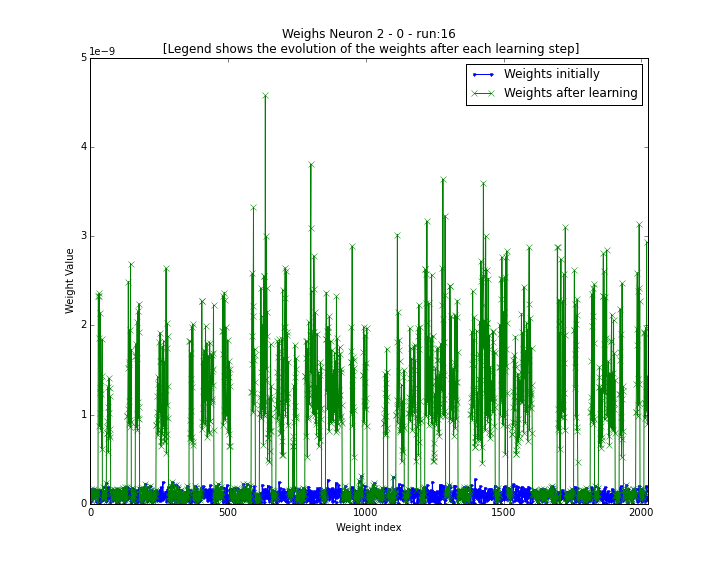 Weighs Neuron 2 - 0 - run:16
[Legend shows the evolution of the weights after each learning step]
1e−9
Weights initially
Weights after learning
5
4
3
2
1
0
Weight Value
0 500 1000 1500 2000
Weight index